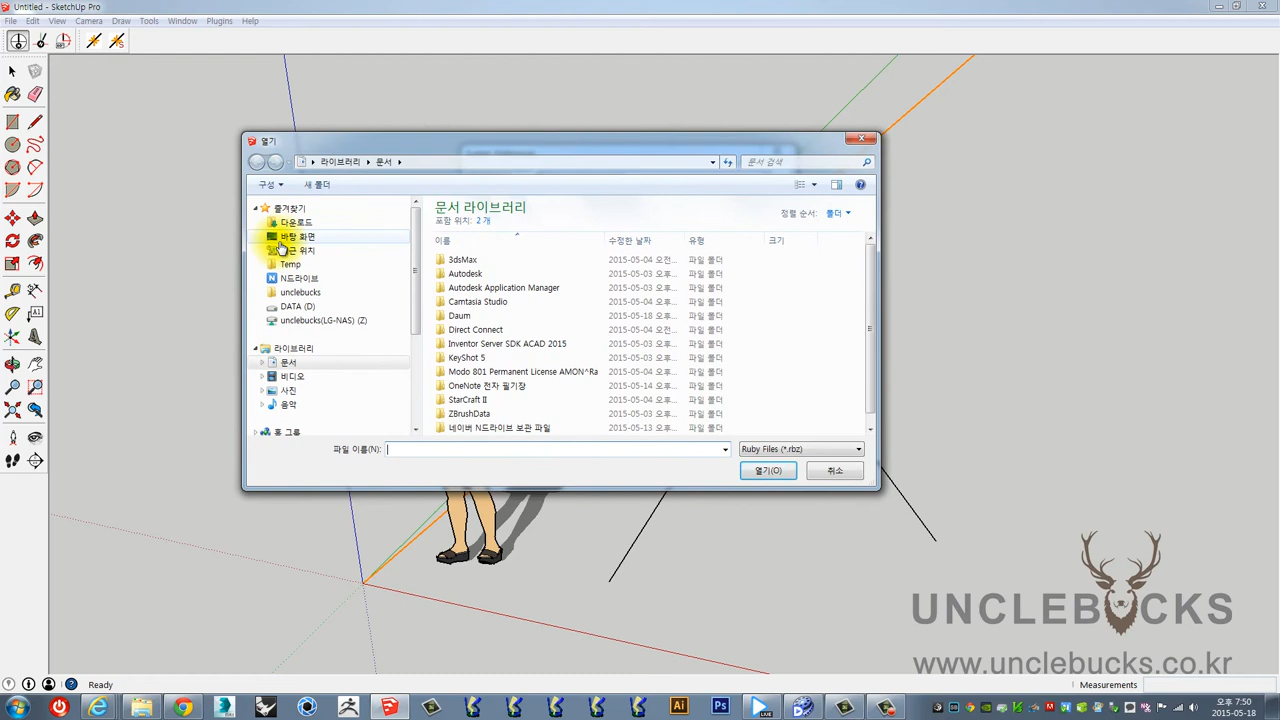 Untitled - SketchUp Pro
File Edit View Camera Draw Tools Window Plugins Help
열기
라이브러리 문서
문서 검색
구성 새 폴더
즐겨찾기
다운로드
바탕 화면
근 위치
Temp
N드라이브
unclebucks
DATA (D)
unclebucks(LG-NAS) (Z)
라이브러리
문서
비디오
사진
음악
홈 그룹
문서 라이브러리
포함 위치: 2 개
정렬 순서: 폴더
이름 수정한 날짜 유형 크기
3dsMax 2015-05-04 오전... 파일 폴더
Autodesk 2015-05-03 오후... 파일 폴더
Autodesk Application Manager 2015-05-03 오후... 파일 폴더
Camtasia Studio 2015-05-04 오후... 파일 폴더
Daum 2015-05-18 오후... 파일 폴더
Direct Connect 2015-05-04 오후... 파일 폴더
Inventor Server SDK ACAD 2015 2015-05-03 오후... 파일 폴더
KeyShot 5 2015-05-03 오후... 파일 폴더
Modo 801 Permanent License AMON^Ra 2015-05-04 오후... 파일 폴더
OneNote 전자 필기장 2015-05-14 오후... 파일 폴더
StarCraft II 2015-05-04 오후... 파일 폴더
ZBrushData 2015-05-03 오후... 파일 폴더
네이버 N드라이브 보관 파일 2015-05-13 오후... 파일 폴더
파일 이름(N):
Ruby Files (*.rbz)
열기(O) 취소
UNCLEBUCKS
www.unclebucks.co.kr
Ready
Measurements
오후 7:50
2015-05-18